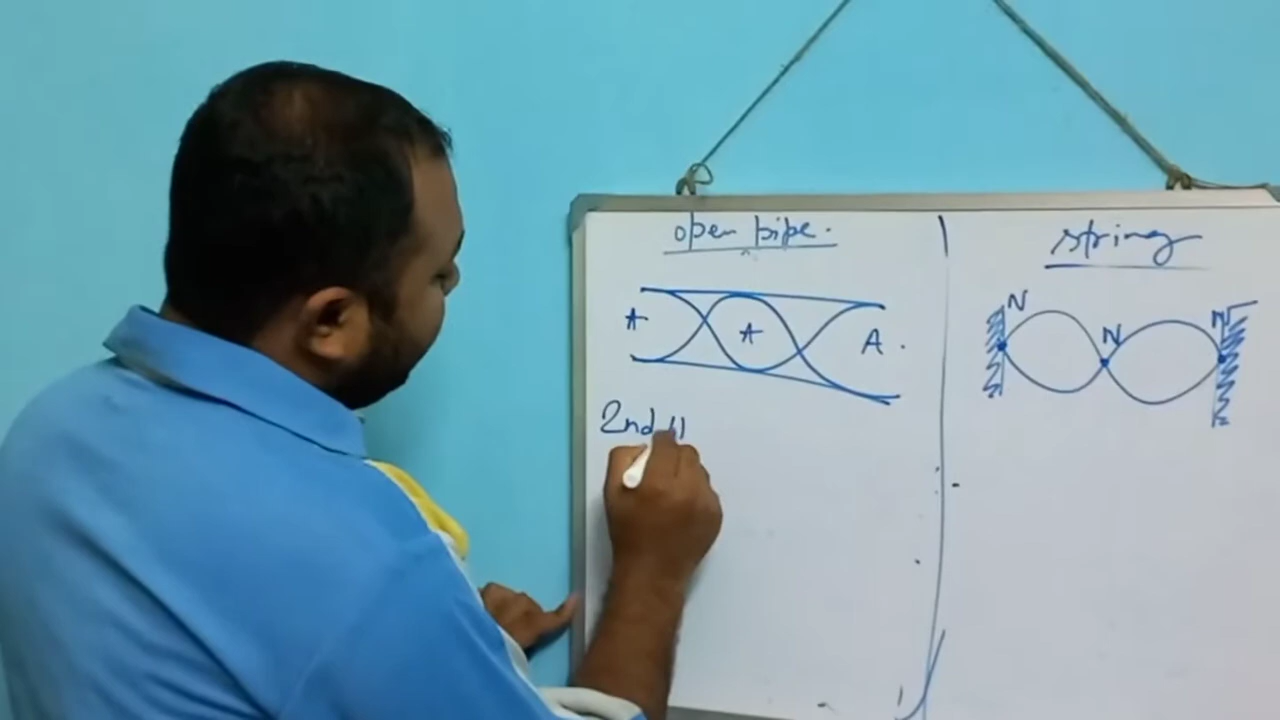 open pipe.
A A A.
2nd H
string
N N N